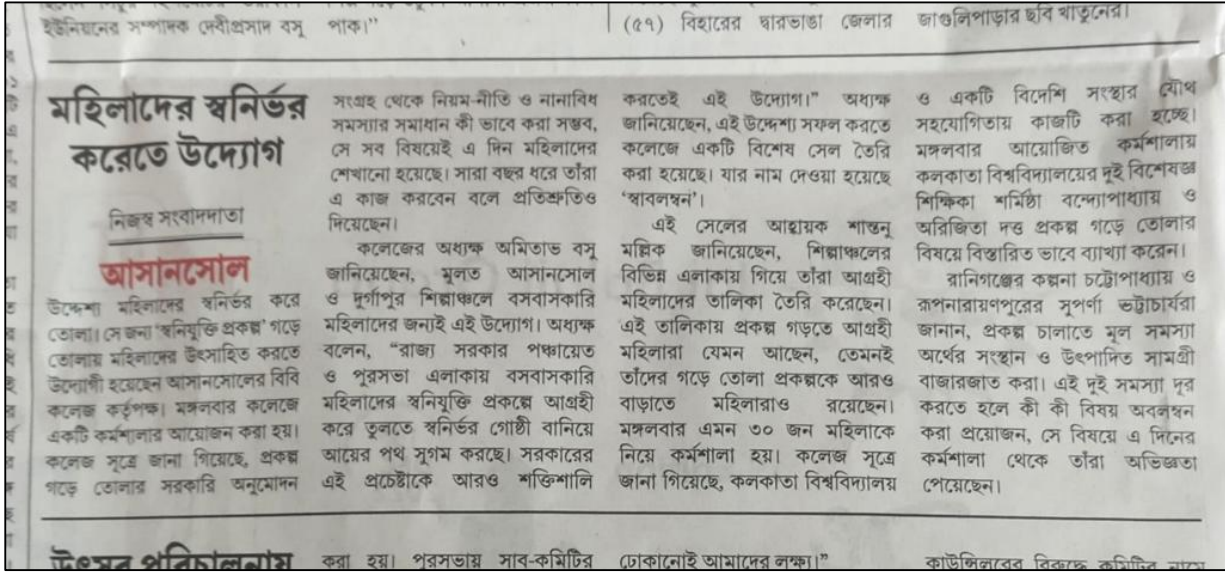 ইউনিয়নের সম্পাদক দেবীপ্রসাদ বসু
পাক।”
(৫৭) বিহারের দ্বারভাঙা জেলার
জাঙলিপাড়ার ছবি খাতুনের।
মহিলাদের স্বনির্ভর
করেতে উদ্যোগ
নিজস্ব সংবাদদাতা
আসানসোল
উদ্দেশ্য মহিলাদের স্বনির্ভর করে
তোলা। সে জন্য ‘স্বনিযুক্তি প্রকল্প’ গড়ে
তোলায় মহিলাদের উৎসাহিত করতে
উদ্যোগী হয়েছেন আসানসোলের বিবি
কলেজ কর্তৃপক্ষ। মঙ্গলবার কলেজে
একটি কর্মশালার আয়োজন করা হয়।
কলেজ সূত্রে জানা গিয়েছে, প্রকল্প
গড়ে তোলার সরকারি অনুমোদন
সংগ্রহ থেকে নিয়ম-নীতি ও নানাবিধ
সমস্যার সমাধান কী ভাবে করা সম্ভব,
সে সব বিষয়েই এ দিন মহিলাদের
শেখানো হয়েছে। সারা বছর ধরে তাঁরা
এ কাজ করবেন বলে প্রতিশ্রুতিও
দিয়েছেন।
কলেজের অধ্যক্ষ অমিতাভ বসু
জানিয়েছেন, মূলত আসানসোল
ও দুর্গাপুর শিল্পাঞ্চলে বসবাসকারি
মহিলাদের জন্যই এই উদ্যোগ। অধ্যক্ষ
বলেন, “রাজ্য সরকার পঞ্চায়েত
ও পুরসভা এলাকায় বসবাসকারি
মহিলাদের স্বনিযুক্তি প্রকল্পে আগ্রহী
করে তুলতে স্বনির্ভর গোষ্ঠী বানিয়ে
আয়ের পথ সুগম করছে। সরকারের
এই প্রচেষ্টাকে আরও শক্তিশালি
করতেই এই উদ্যোগ।” অধ্যক্ষ
জানিয়েছেন, এই উদ্দেশ্য সফল করতে
কলেজে একটি বিশেষ সেল তৈরি
করা হয়েছে। যার নাম দেওয়া হয়েছে
‘স্বাবলম্বন’।
এই সেলের আহ্বায়ক শান্তনু
মল্লিক জানিয়েছেন, শিল্পাঞ্চলের
বিভিন্ন এলাকায় গিয়ে তাঁরা আগ্রহী
মহিলাদের তালিকা তৈরি করেছেন।
এই তালিকায় প্রকল্প গড়তে আগ্রহী
মহিলারা যেমন আছেন, তেমনই
তাঁদের গড়ে তোলা প্রকল্পকে আরও
বাড়াতে মহিলারাও রয়েছেন।
মঙ্গলবার এমন ৩০ জন মহিলাকে
নিয়ে কর্মশালা হয়। কলেজ সূত্রে
জানা গিয়েছে, কলকাতা বিশ্ববিদ্যালয়
ও একটি বিদেশি সংস্থার যৌথ
সহযোগিতায় কাজটি করা হচ্ছে।
মঙ্গলবার আয়োজিত কর্মশালায়
কলকাতা বিশ্ববিদ্যালয়ের দুই বিশেষজ্ঞ
শিক্ষিকা শর্মিষ্ঠা বন্দ্যোপাধ্যায় ও
অরিজিতা দত্ত প্রকল্প গড়ে তোলার
বিষয়ে বিস্তারিত ভাবে ব্যাখ্যা করেন।
রানিগঞ্জের কল্পনা চট্টোপাধ্যায় ও
রূপনারায়ণপুরের সুপর্ণা ভট্টাচার্যরা
জানান, প্রকল্প চালাতে মূল সমস্যা
অর্থের সংস্থান ও উৎপাদিত সামগ্রী
বাজারজাত করা। এই দুই সমস্যা দূর
করতে হলে কী কী বিষয় অবলম্বন
করা প্রয়োজন, সে বিষয়ে এ দিনের
কর্মশালা থেকে তাঁরা অভিজ্ঞতা
পেয়েছেন।
উৎসব পরিচালনায়
করা হয়। পুরসভায় সাব-কমিটির
ঢোকানোই আমাদের লক্ষ্য।”
কাউন্সিলরের বিরুদ্ধে কমিটির নামে